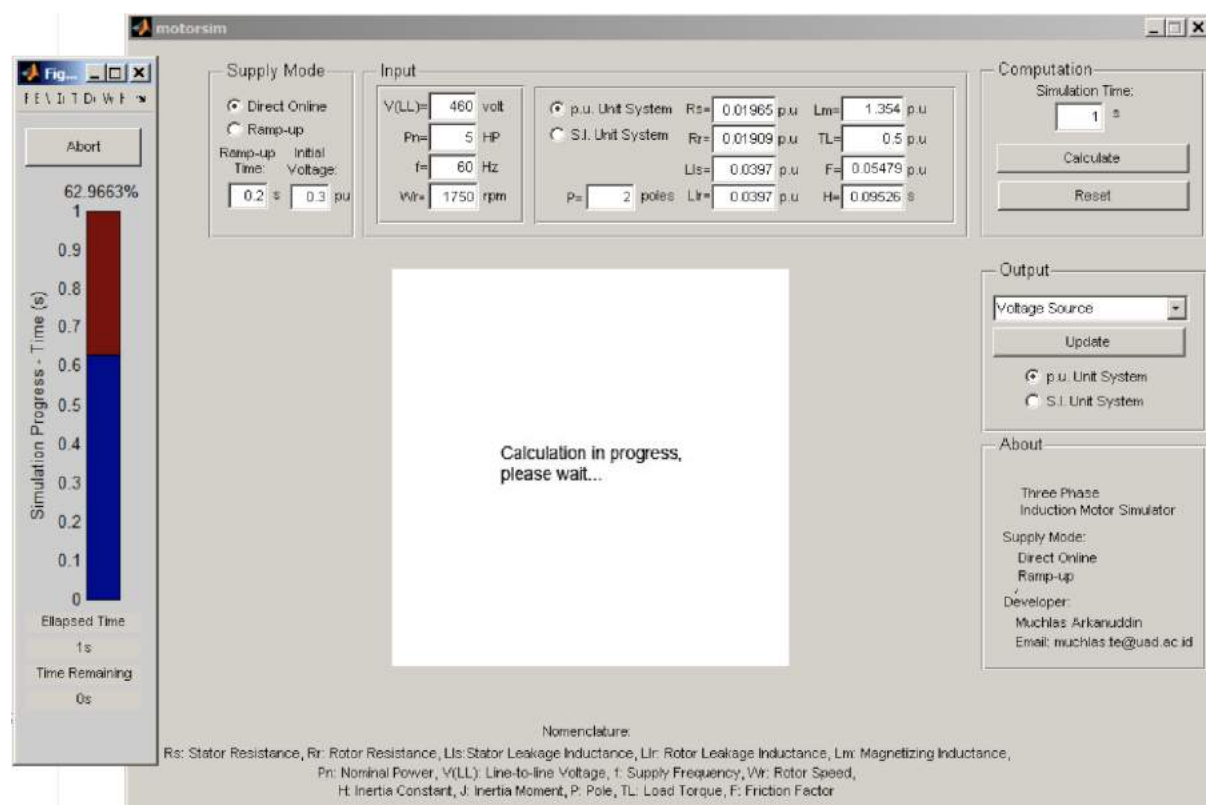 motorsim
Fig...
Abort
62.9663%
1
0.9
0.8
0.7
0.6
0.5
0.4
0.3
0.2
0.1
0
Simulation Progress - Time (s)
Ellapsed Time
1s
Time Remaining
0s
Supply Mode
Direct Online
Ramp-up
Ramp-up Initial
Time: Voltage:
0.2 s 0.3 pu
Input
V(LL)= 460 volt
Pn= 5 HP
f= 60 Hz
Wr= 1750 rpm
p.u. Unit System Rs= 0.01965 p.u Lm= 1.354 p.u
S.I. Unit System Rr= 0.01909 p.u TL= 0.5 p.u
Lls= 0.0397 p.u F= 0.05479 p.u
P= 2 poles Llr= 0.0397 p.u H= 0.09526 s
Computation
Simulation Time:
1 s
Calculate
Reset
Calculation in progress,
please wait...
Output
Voltage Source
Update
p.u. Unit System
S.I. Unit System
About
Three Phase
Induction Motor Simulator
Supply Mode:
Direct Online
Ramp-up
Developer:
Muchlas Arkanuddin
Email: muchlas.te@uad.ac.id
Nomenclature:
Rs: Stator Resistance, Rr: Rotor Resistance, Lls:Stator Leakage Inductance, Llr: Rotor Leakage Inductance, Lm: Magnetizing Inductance,
Pn: Nominal Power, V(LL): Line-to-line Voltage, f: Supply Frequency, Wr: Rotor Speed,
H: Inertia Constant, J: Inertia Moment, P: Pole, TL: Load Torque, F: Friction Factor